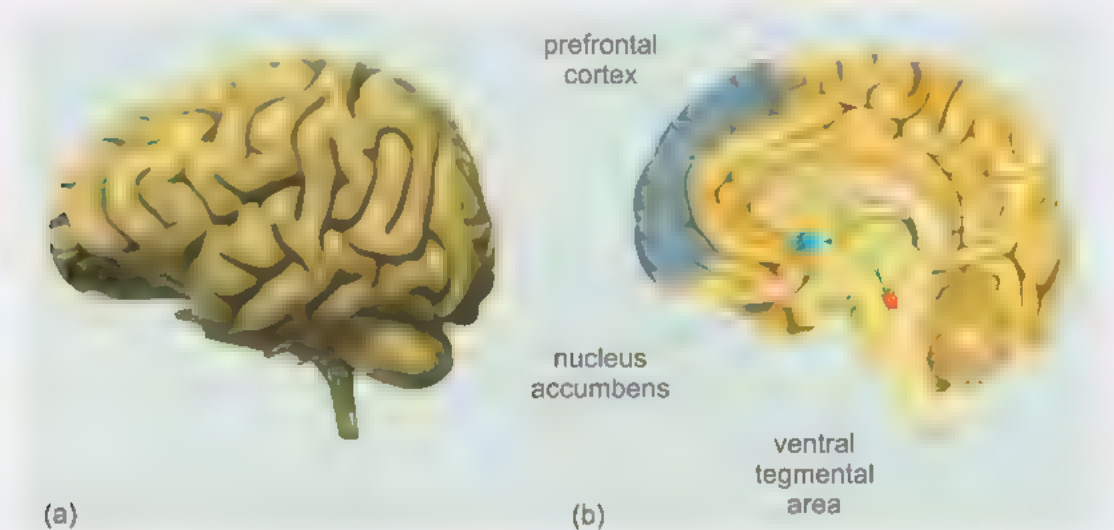 prefrontal
cortex
nucleus
accumbens
ventral
tegmental
area
(a)
(b)